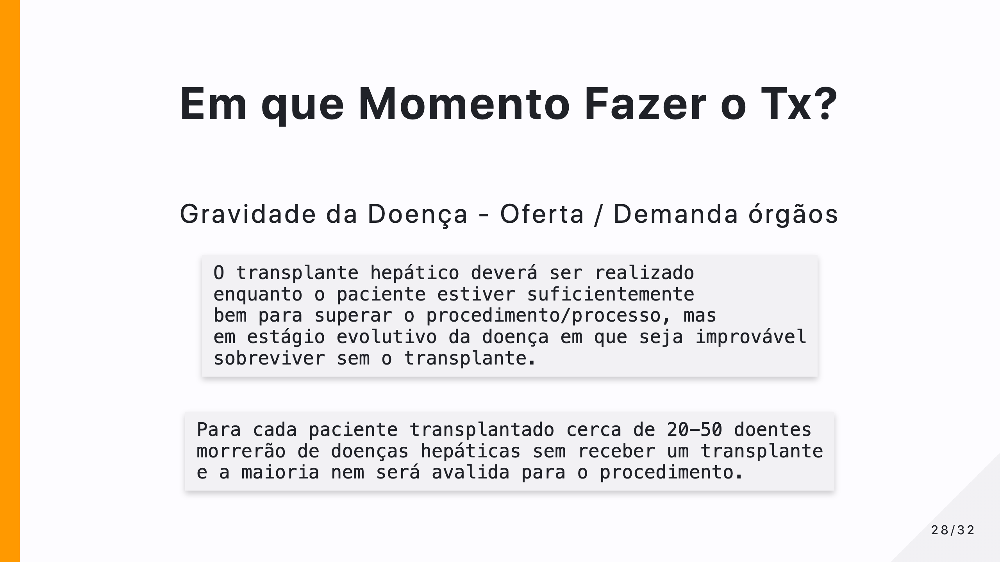 Em que Momento Fazer o Tx?
Gravidade da Doença - Oferta / Demanda órgãos
O transplante hepático deverá ser realizado
enquanto o paciente estiver suficientemente
bem para superar o procedimento/processo, mas
em estágio evolutivo da doença em que seja improvável
sobreviver sem o transplante.
Para cada paciente transplantado cerca de 20–50 doentes
morrerão de doenças hepáticas sem receber um transplante
e a maioria nem será avalida para o procedimento.
28/32